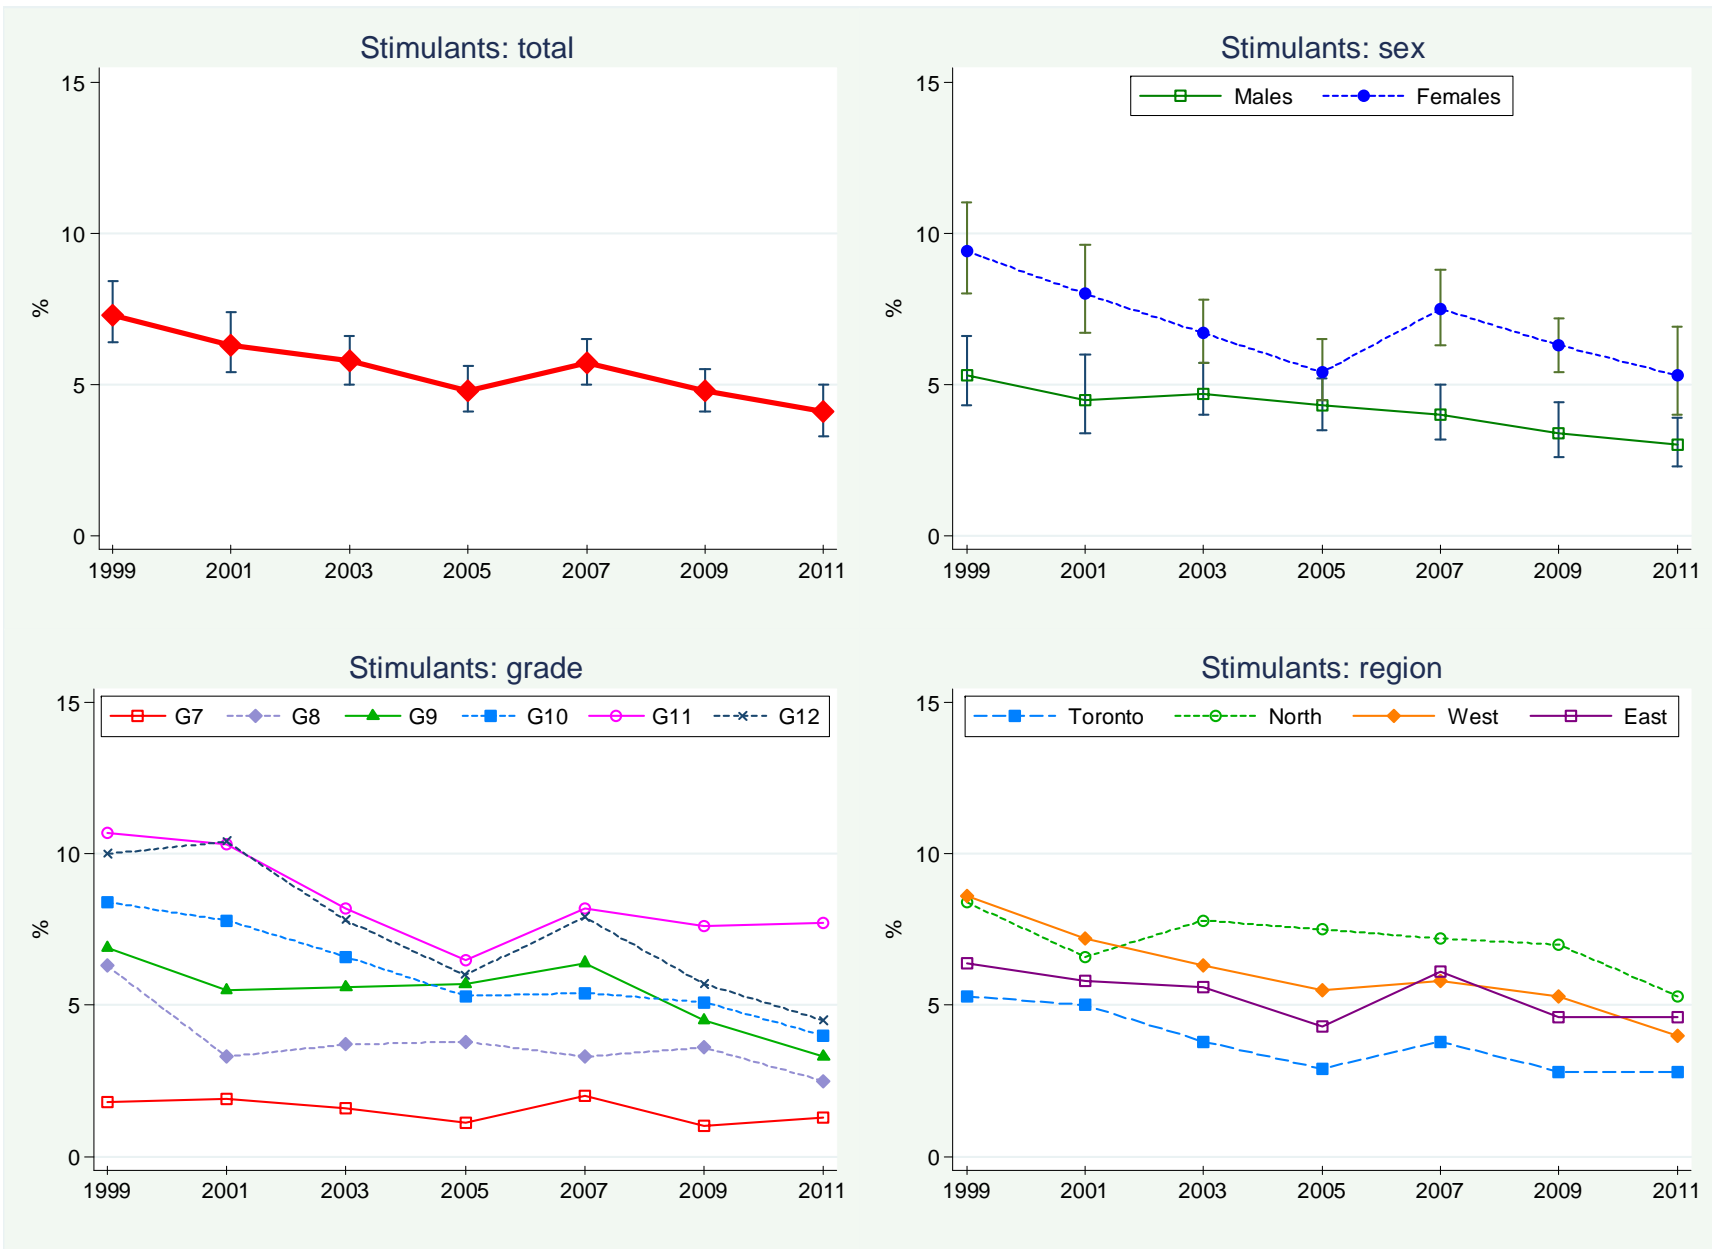 Stimulants: total
15
10
5
0
%
1999 2001 2003 2005 2007 2009 2011
Stimulants: sex
Males Females
15
10
5
0
%
1999 2001 2003 2005 2007 2009 2011
Stimulants: grade
G7 G8 G9 G10 G11 G12
15
10
5
0
%
1999 2001 2003 2005 2007 2009 2011
Stimulants: region
Toronto North West East
15
10
5
0
%
1999 2001 2003 2005 2007 2009 2011